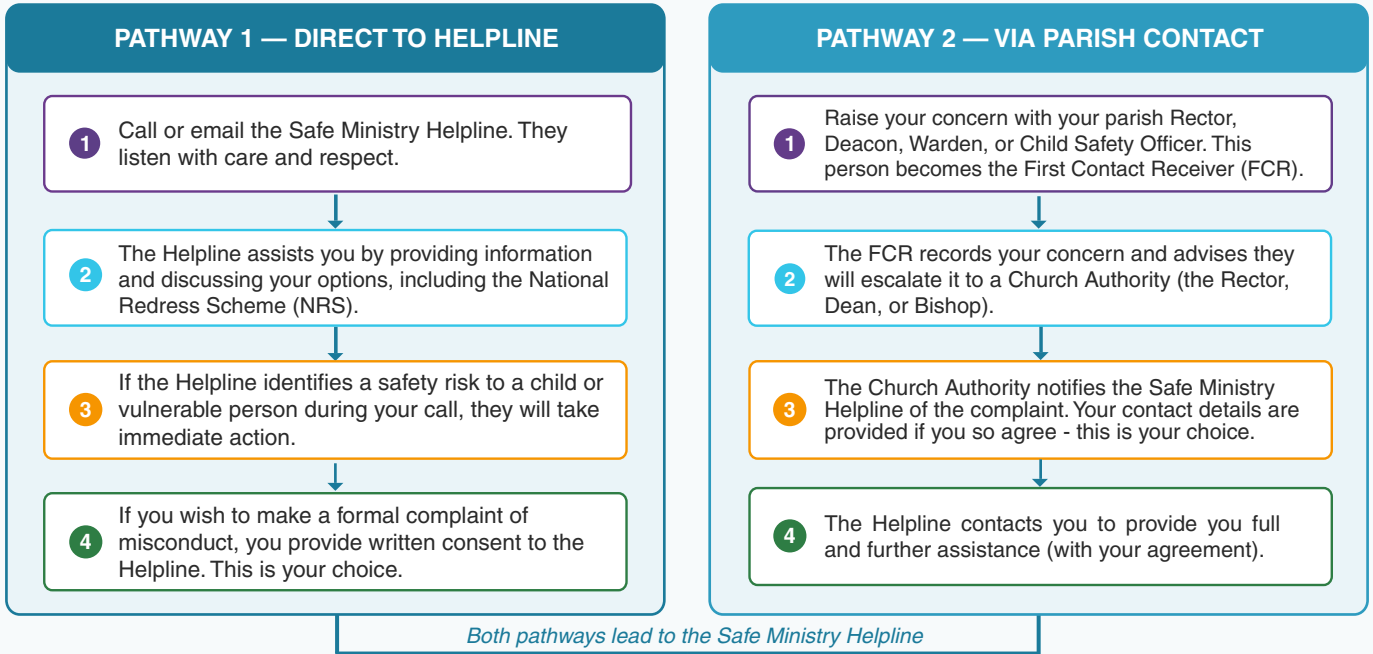 PATHWAY 1 — DIRECT TO HELPLINE
1
Call or email the Safe Ministry Helpline. They
listen with care and respect.
2
The Helpline assists you by providing information
and discussing your options, including the National
Redress Scheme (NRS).
3
If the Helpline identifies a safety risk to a child or
vulnerable person during your call, they will take
immediate action.
4
If you wish to make a formal complaint of
misconduct, you provide written consent to the
Helpline. This is your choice.
PATHWAY 2 — VIA PARISH CONTACT
1
Raise your concern with your parish Rector,
Deacon, Warden, or Child Safety Officer. This
person becomes the First Contact Receiver (FCR).
2
The FCR records your concern and advises they
will escalate it to a Church Authority (the Rector,
Dean, or Bishop).
3
The Church Authority notifies the Safe Ministry
Helpline of the complaint. Your contact details are
provided if you so agree - this is your choice.
4
The Helpline contacts you to provide you full
and further assistance (with your agreement).
Both pathways lead to the Safe Ministry Helpline